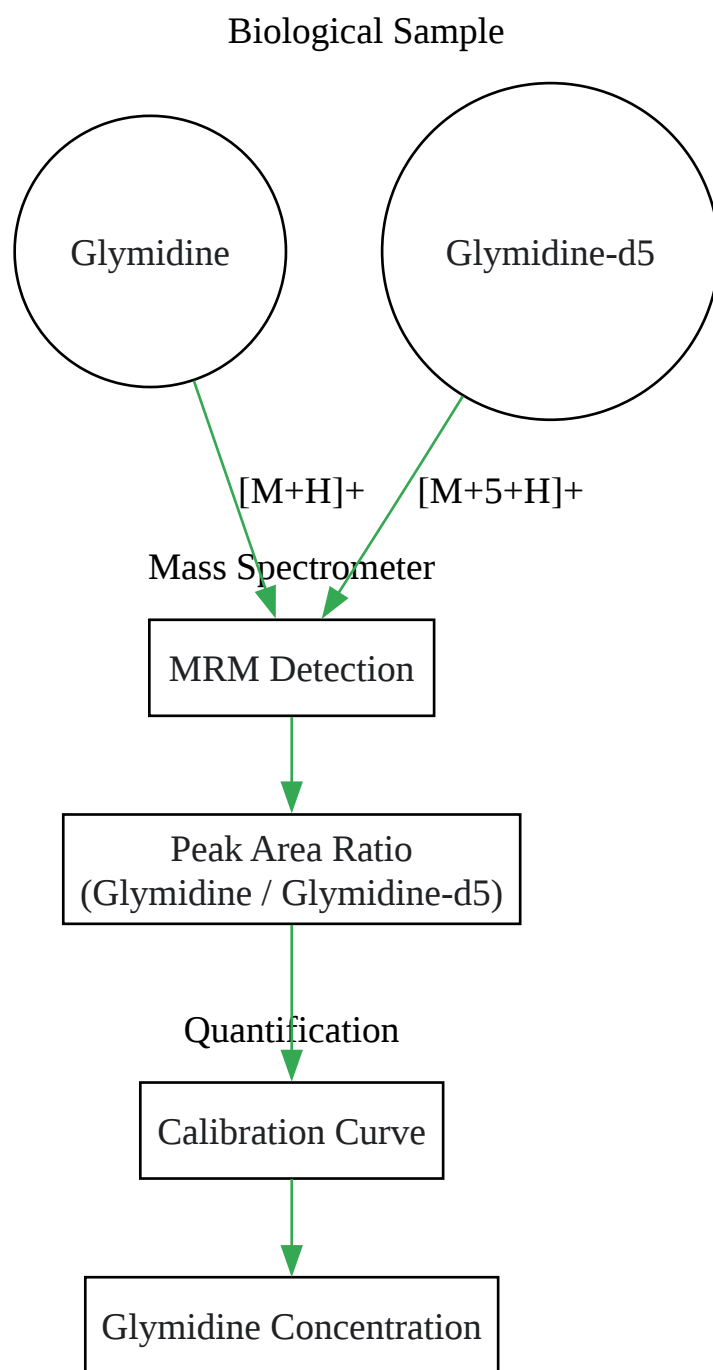 Biological Sample
Glymidine
Glymidine-d5
[M+H]+
[M+5+H]+
Mass Spectrometer
MRM Detection
Peak Area Ratio
(Glymidine / Glymidine-d5)
Quantification
Calibration Curve
Glymidine Concentration